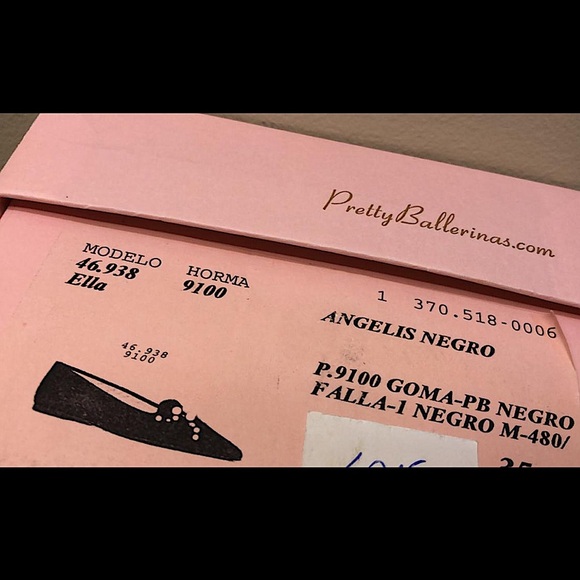 PrettyBallerinas.com
MODELO HORMA
46.938 9100
Ella
1 370.518-0006
ANGELIS NEGRO
46.938
9100
P.9100 GOMA-PB NEGRO
FALLA-1 NEGRO M-480/